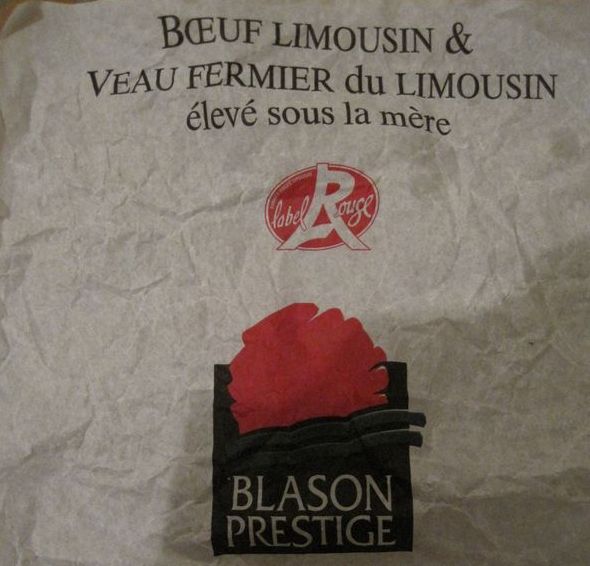 BŒUF LIMOUSIN &
VEAU FERMIER du LIMOUSIN
élevé sous la mère
label Rouge
BLASON
PRESTIGE